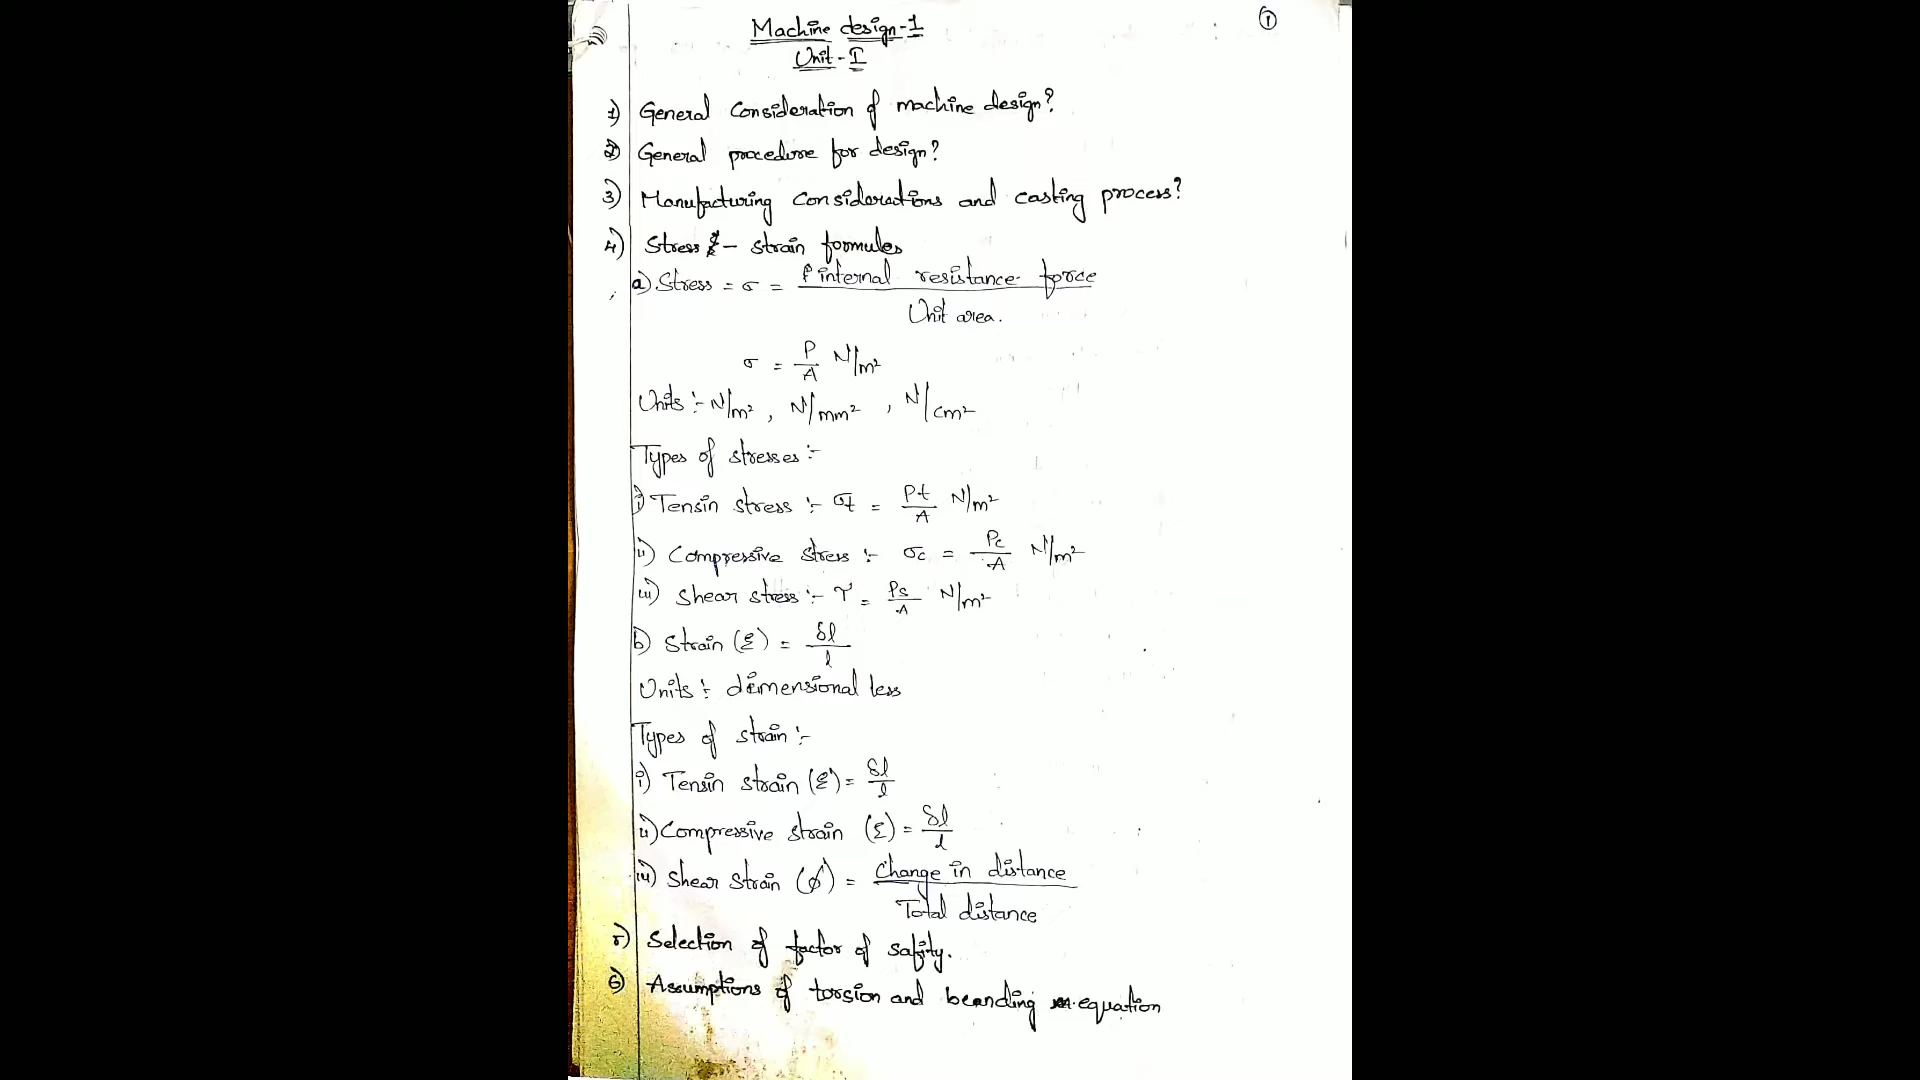 ①
Machine design-1
Unit-I
1) General Consideration of machine design?
2) General procedure for design?
3) Manufacturing Considerations and casting process?
4) Stress - strain formules
a). Stress = σ = internal resistance force / Unit area.
σ = P/A N/m²
Units :- N/m², N/mm², N/cm²
Types of stresses :-
i) Tensin stress :- σt = Pt/A N/m²
ii) Compressive stress :- σc = Pc/A N/m²
iii) Shear stress :- τ = Ps/A N/m²
b) Strain (ε) = δl/l
Units :- dimensional less
Types of strain :-
i) Tensin strain (ε) = δl/l
ii) Compressive strain (ε) = δl/l
iii) Shear Strain (ϕ) = Change in distance / Total distance
5) Selection of factor of safity.
6) Assumptions of torsion and beanding equation